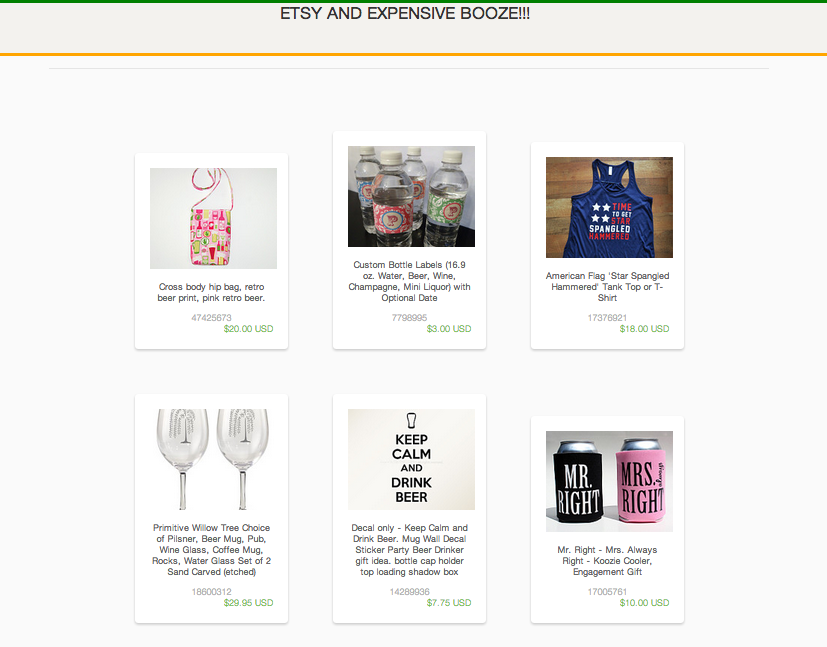 ETSY AND EXPENSIVE BOOZE!!!
Cross body hip bag, retro
beer print, pink retro beer.
47425673
$20.00 USD
Custom Bottle Labels (16.9
oz. Water, Beer, Wine,
Champagne, Mini Liquor) with
Optional Date
7798995
$3.00 USD
TIME
TO GET
STAR
SPANGLED
HAMMERED
American Flag 'Star Spangled
Hammered' Tank Top or T-
Shirt
17376921
$18.00 USD
Primitive Willow Tree Choice
of Pilsner, Beer Mug, Pub,
Wine Glass, Coffee Mug,
Rocks, Water Glass Set of 2
Sand Carved (etched)
18600312
$29.95 USD
KEEP
CALM
AND
DRINK
BEER
Decal only - Keep Calm and
Drink Beer. Mug Wall Decal
Sticker Party Beer Drinker
gift idea. bottle cap holder
top loading shadow box
14289936
$7.75 USD
MR.
RIGHT
MRS.
Always
RIGHT
Mr. Right - Mrs. Always
Right - Koozie Cooler,
Engagement Gift
17005761
$10.00 USD